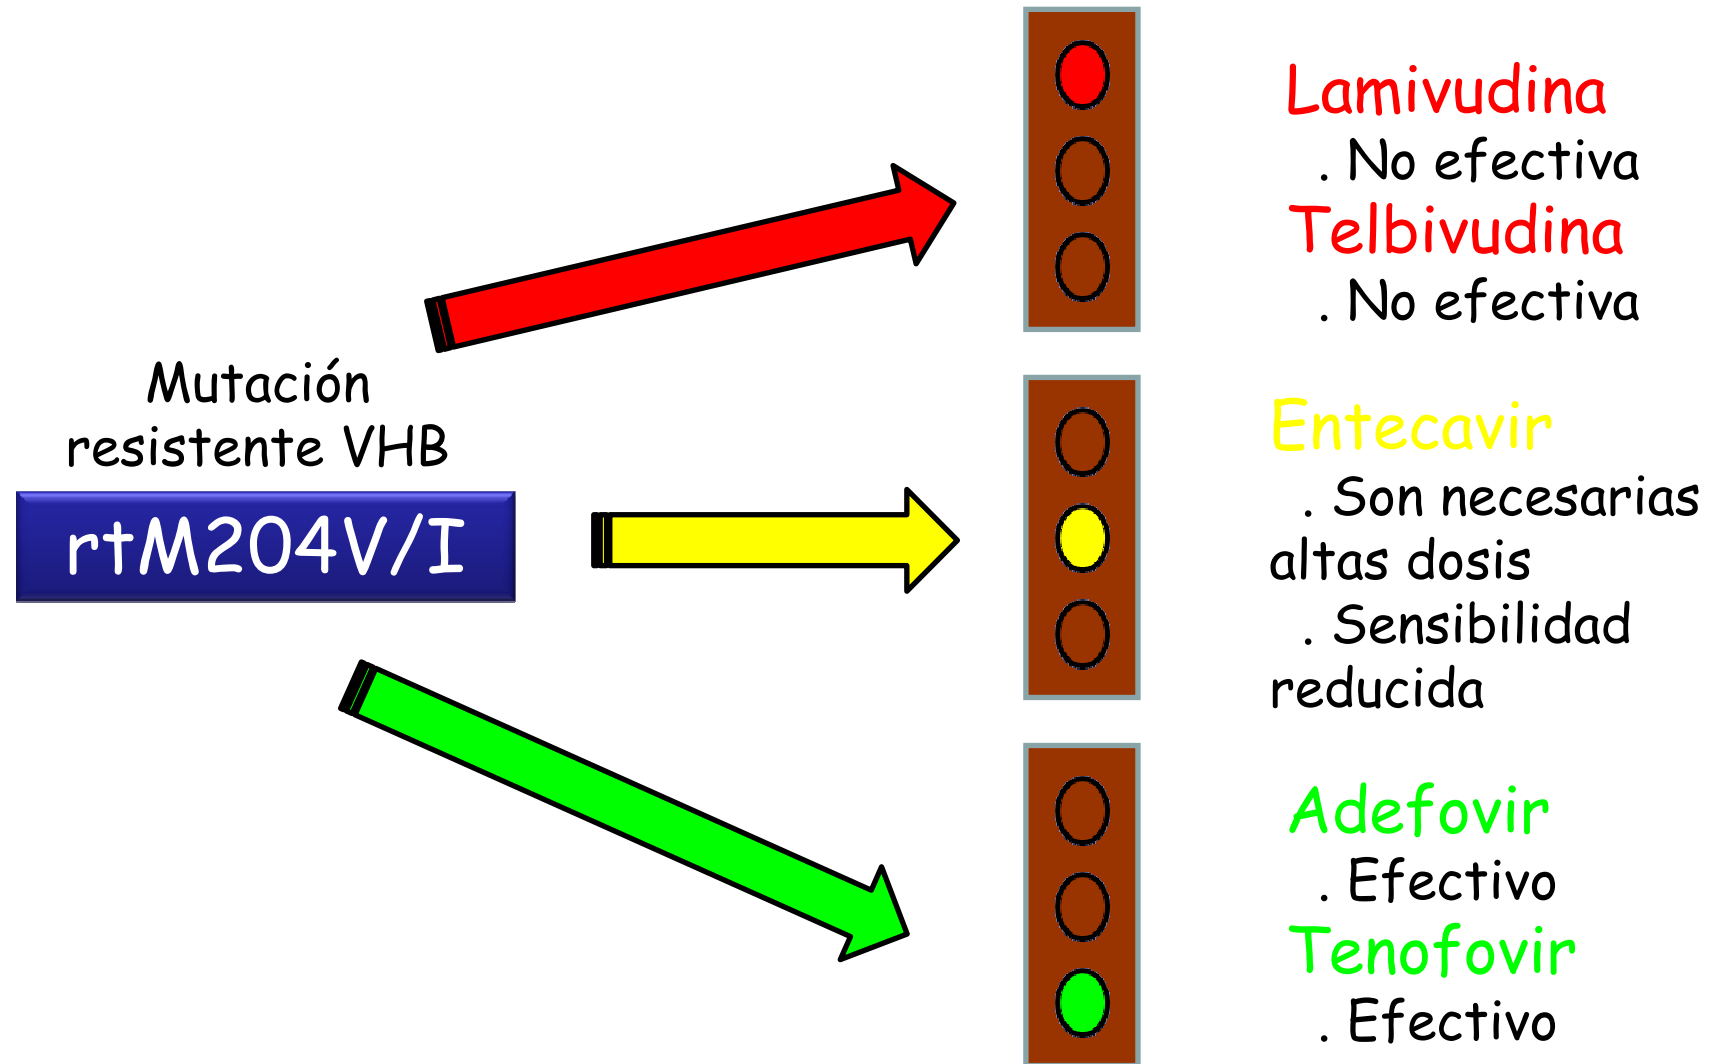 Mutación
resistente VHB
rtM204V/I
Lamivudina
. No efectiva
Telbivudina
. No efectiva
Entecavir
. Son necesarias
altas dosis
. Sensibilidad
reducida
Adefovir
. Efectivo
Tenofovir
. Efectivo